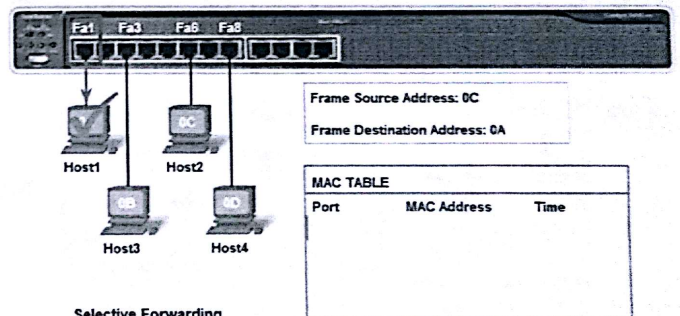 Fa1 Fa3 Fa6 Fa8
Frame Source Address: 0C
Frame Destination Address: 0A
0C
Host1 Host2
0B 0D
Host3 Host4
MAC TABLE
Port MAC Address Time
Selective Forwarding